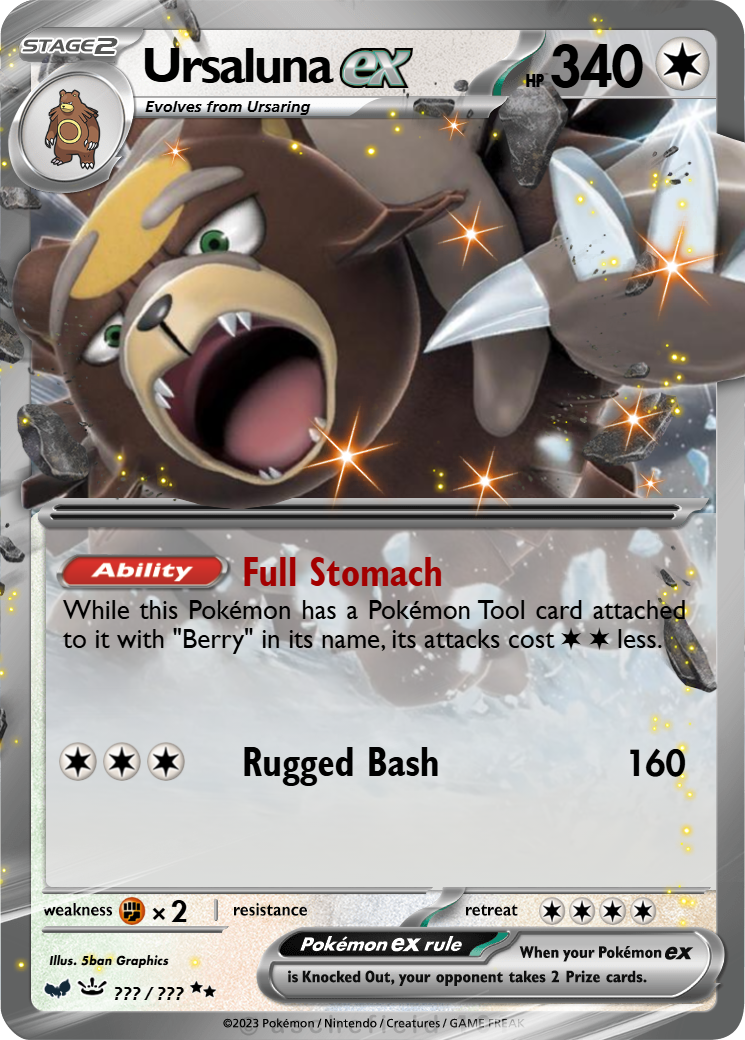 STAGE2
Ursaluna ex
HP 340
Evolves from Ursaring
Ability Full Stomach
While this Pokémon has a Pokémon Tool card attached
to it with "Berry" in its name, its attacks cost less.
Rugged Bash 160
weakness × 2 resistance retreat
Illus. 5ban Graphics
Pokémon ex rule
When your Pokémon ex
is Knocked Out, your opponent takes 2 Prize cards.
??? / ???
©2023 Pokémon / Nintendo / Creatures / GAME FREAK